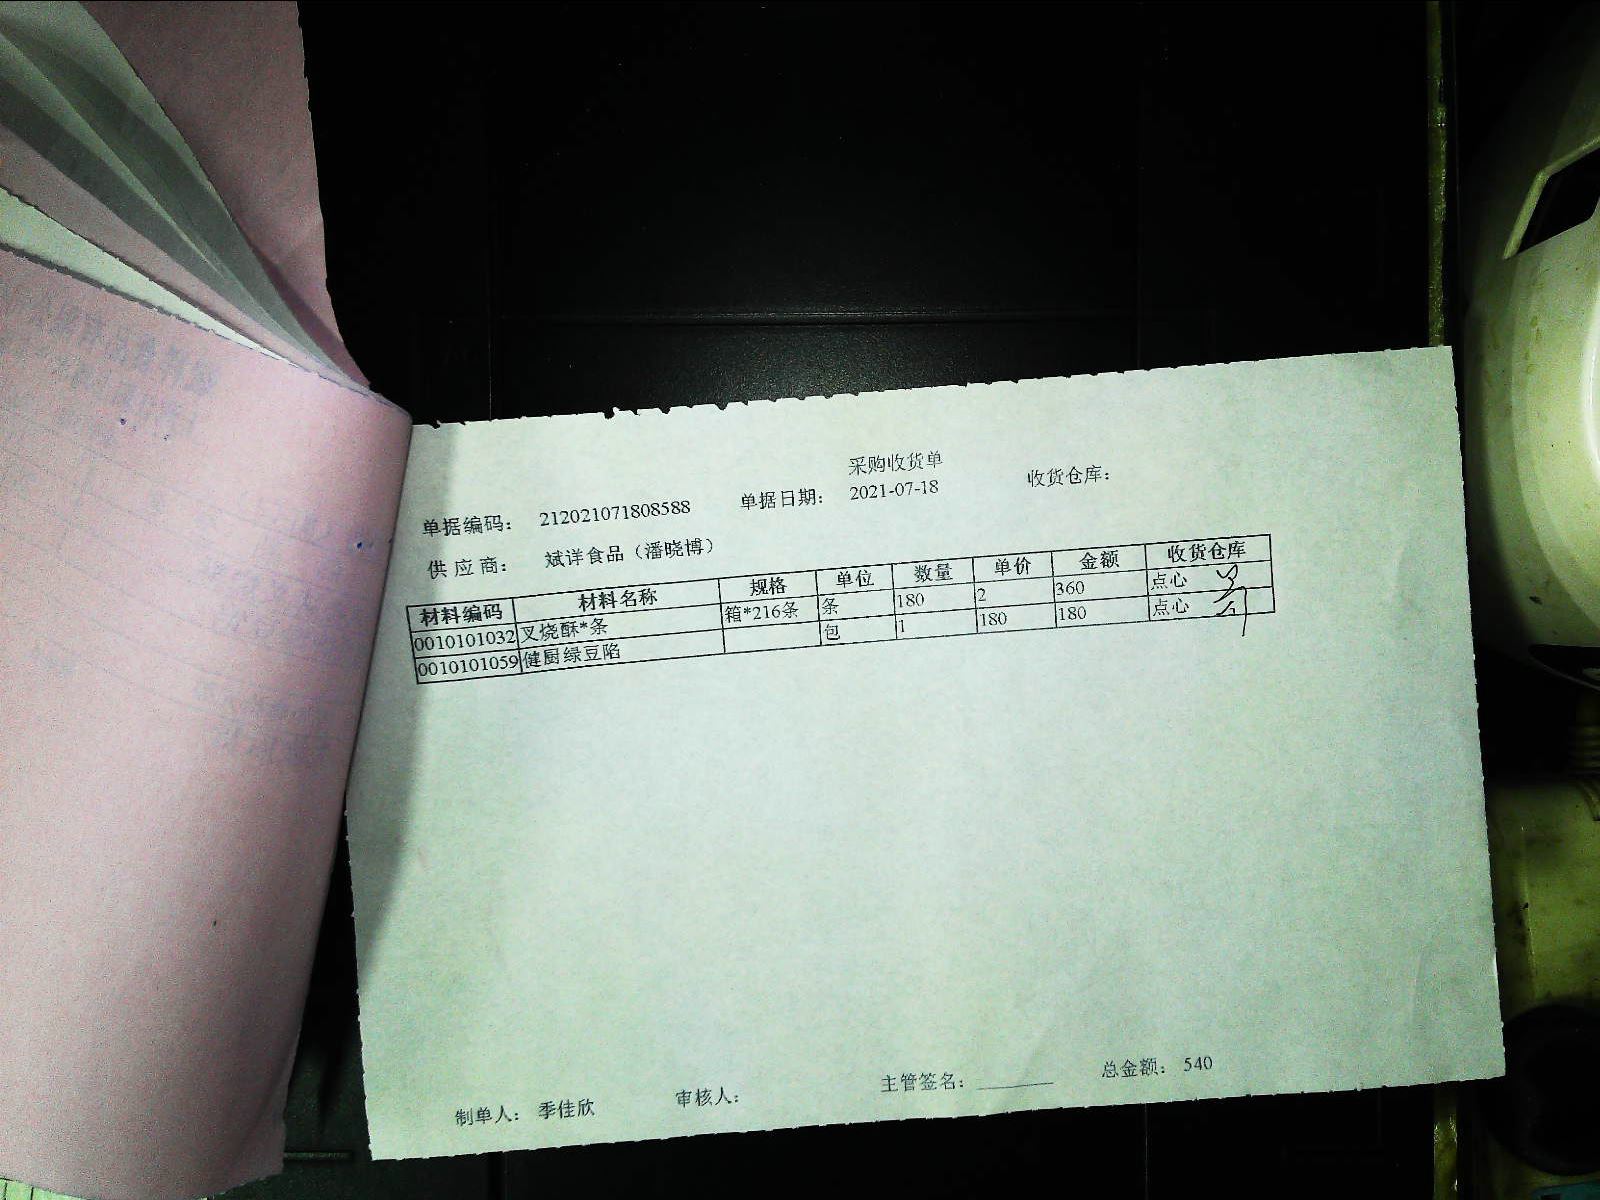 采购收货单
单据编码： 212021071808588 单据日期： 2021-07-18 收货仓库：
供应商： 斌详食品（潘晓博）
材料编码 材料名称 规格 单位 数量 单价 金额 收货仓库
0010101032 叉烧酥*条 箱*216条 条 180 2 360 点心
0010101059 健厨绿豆陷 包 1 180 180 点心
制单人： 季佳欣 审核人： 主管签名： 总金额： 540